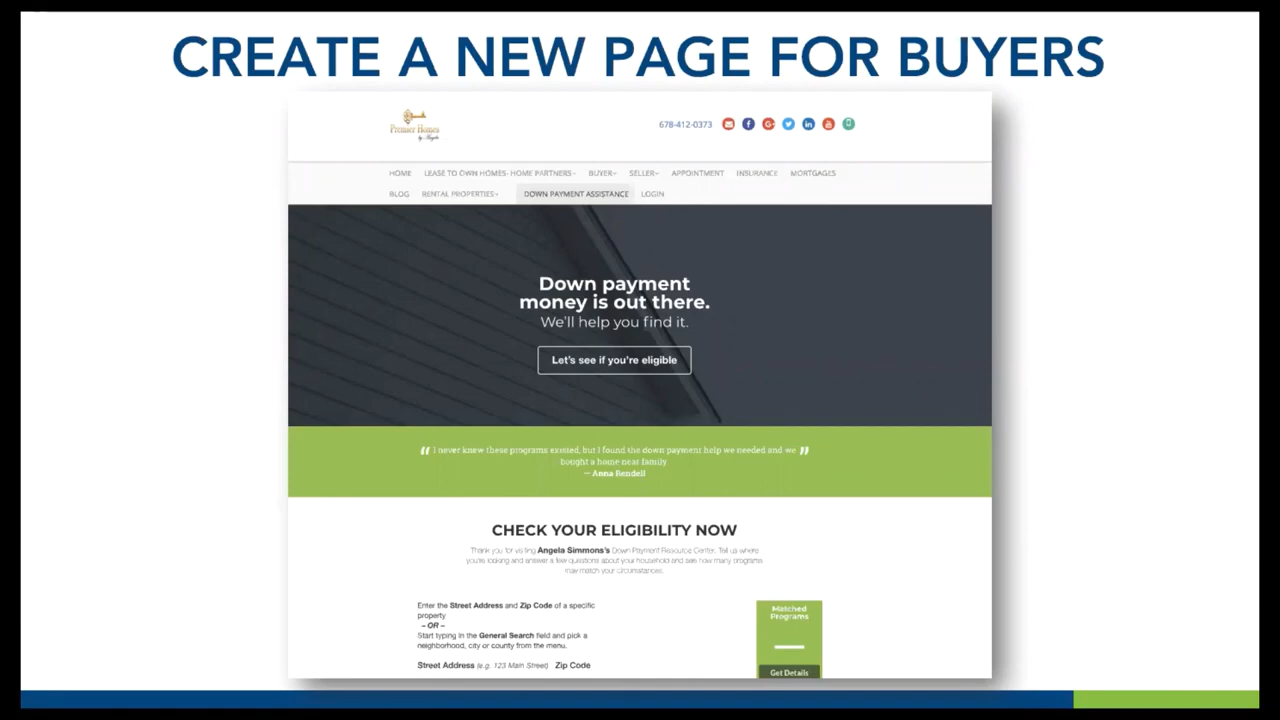 CREATE A NEW PAGE FOR BUYERS
Premier Homes
by Angela
678-412-0373
HOME LEASE TO OWN HOMES- HOME PARTNERS BUYER SELLER APPOINTMENT INSURANCE MORTGAGES
BLOG RENTAL PROPERTIES DOWN PAYMENT ASSISTANCE LOGIN
Down payment
money is out there.
We'll help you find it.
Let's see if you're eligible
“ I never knew these programs existed, but I found the down payment help we needed and we ”
bought a home near family
— Anna Rendell
CHECK YOUR ELIGIBILITY NOW
Thank you for visiting Angela Simmons's Down Payment Resource Center. Tell us where
you're looking and answer a few questions about your household and see how many programs
may match your circumstances.
Enter the Street Address and Zip Code of a specific
property
– OR –
Start typing in the General Search field and pick a
neighborhood, city or county from the menu.
Street Address (e.g. 123 Main Street) Zip Code
Matched
Programs
Get Details